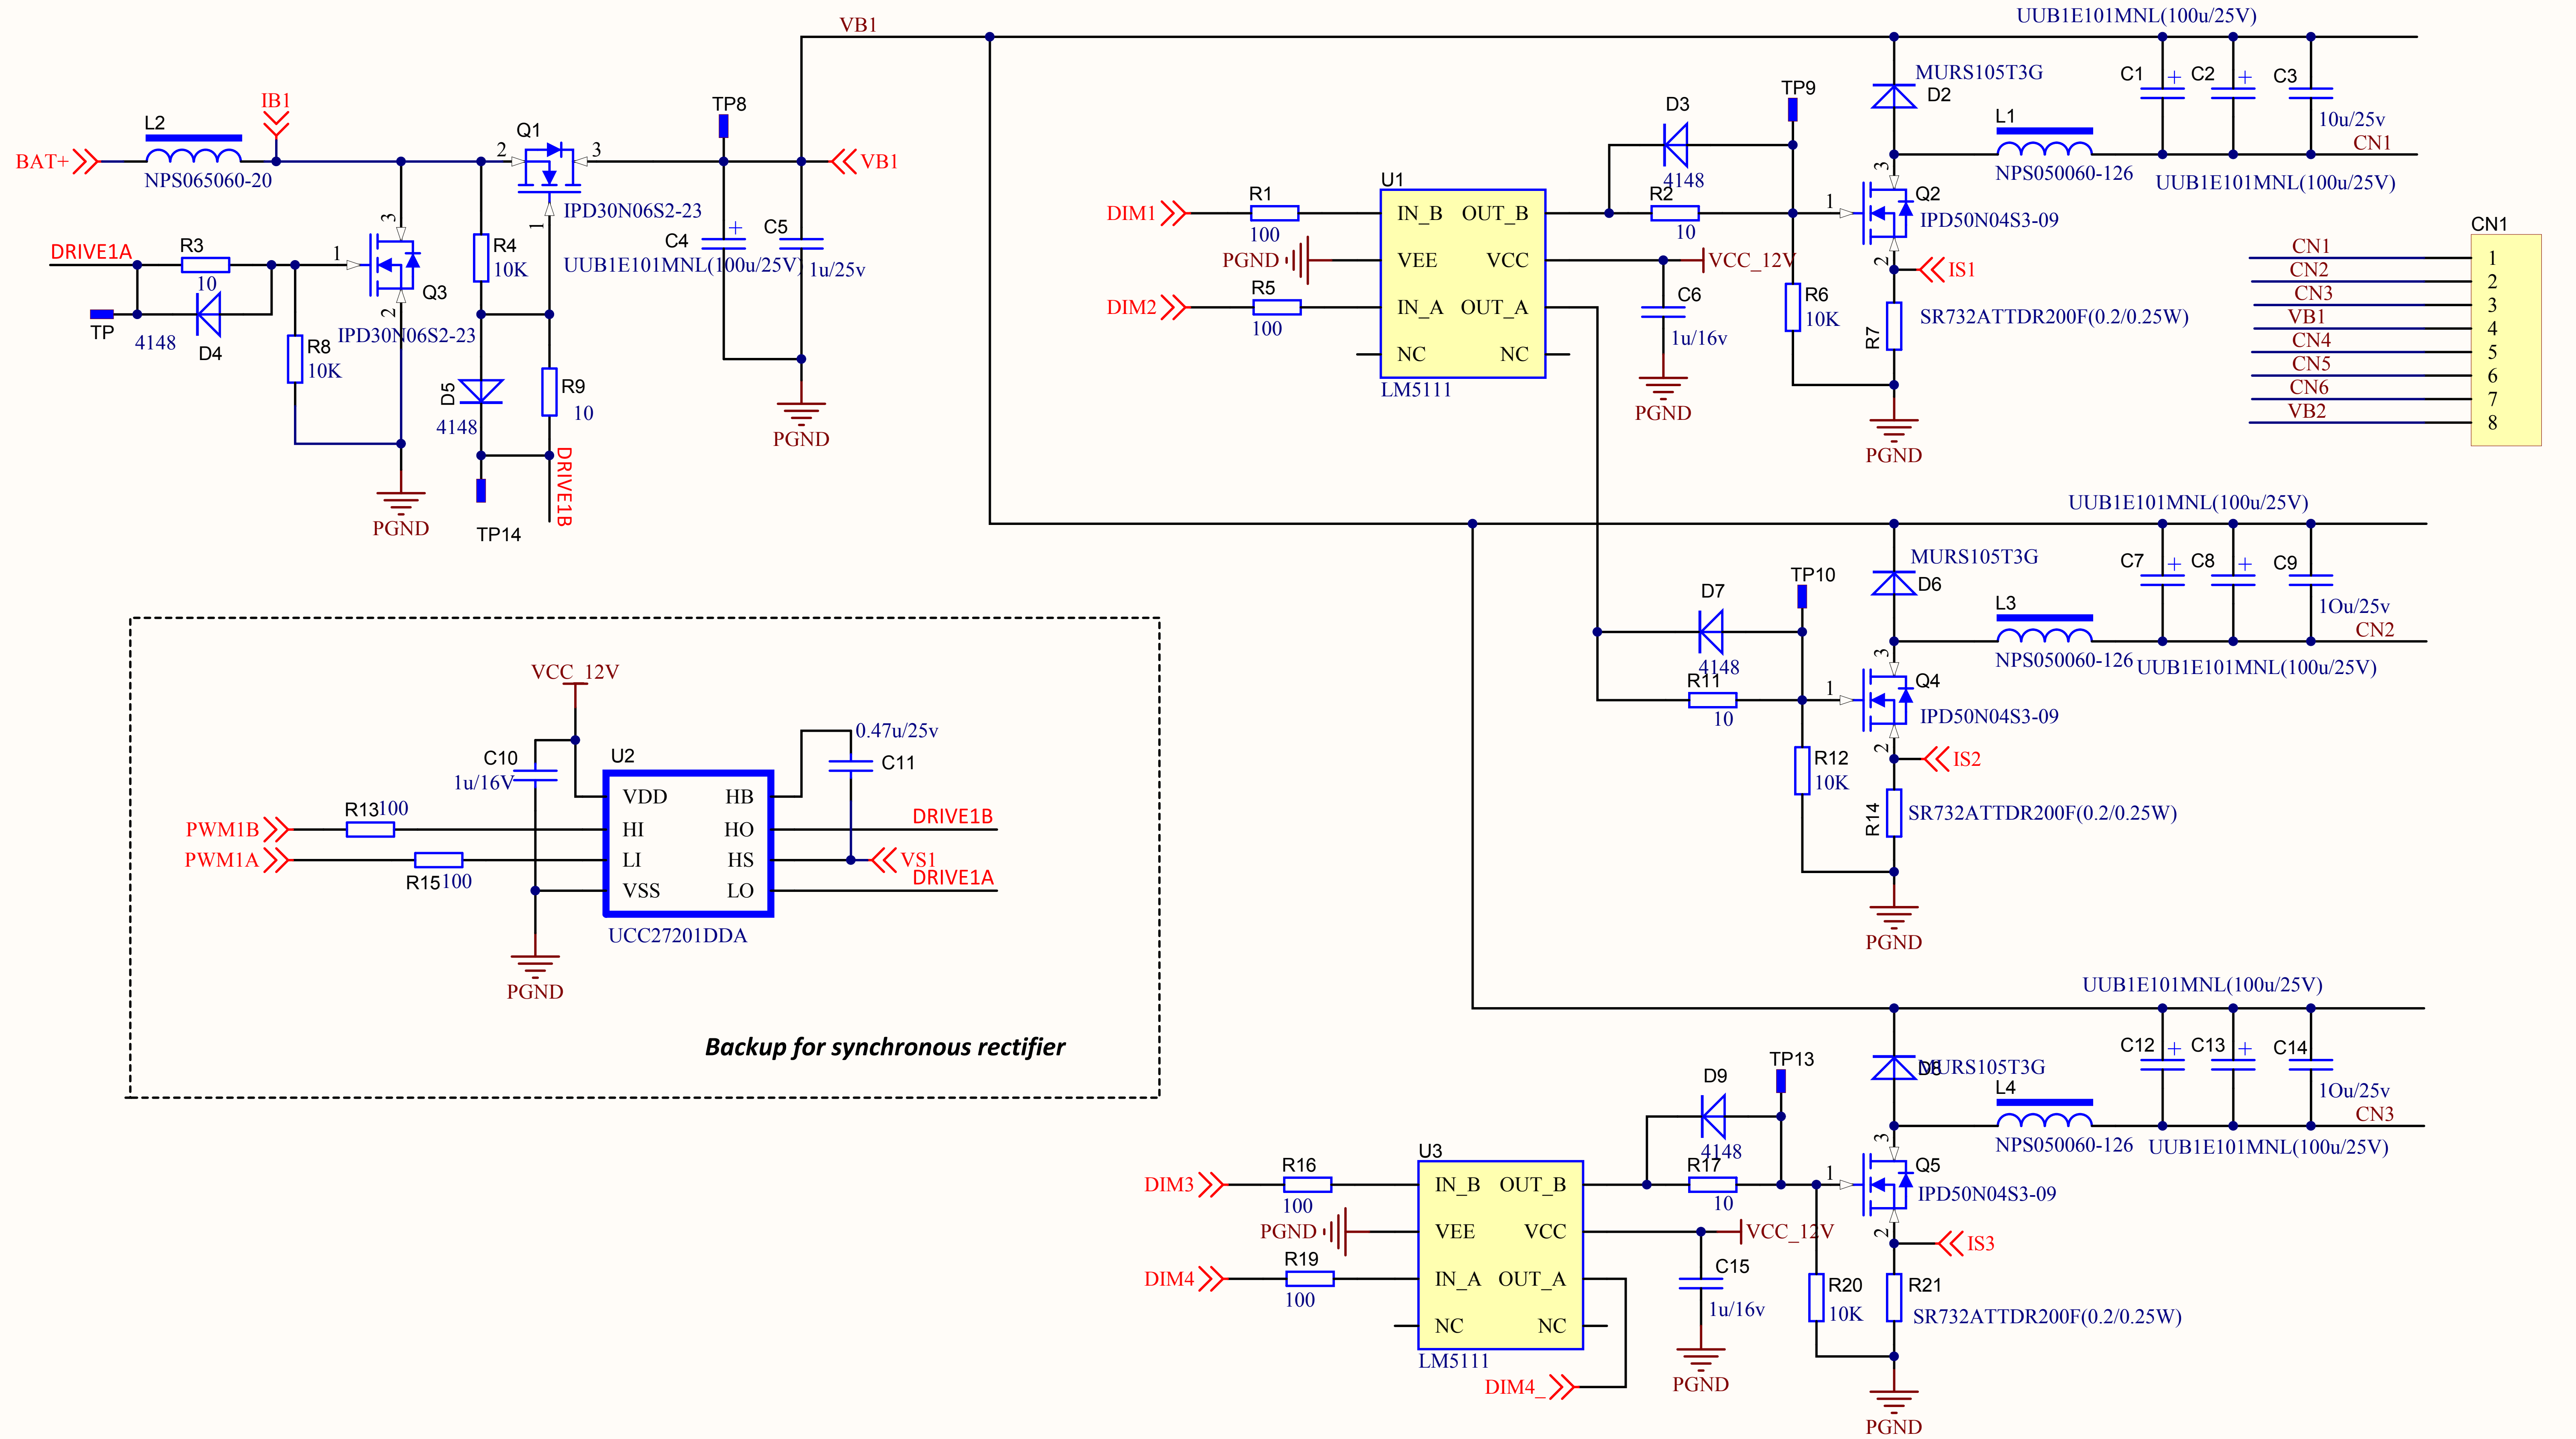 VB1
UUB1E101MNL(100u/25V)
BAT+
L2
NPS065060-20
IB1
Q1
2
3
1
IPD30N06S2-23
TP8
VB1
C4
UUB1E101MNL(100u/25V)
C5
1u/25v
PGND
DRIVE1A
R3
10
TP
4148
D4
R8
10K
1
3
2
Q3
IPD30N06S2-23
PGND
R4
10K
D5
4148
R9
10
TP14
DRIVE1B
DIM1
R1
100
PGND
DIM2
R5
100
U1
IN_B
OUT_B
VEE
VCC
IN_A
OUT_A
NC
NC
LM5111
D3
4148
R2
10
TP9
VCC_12V
C6
1u/16v
PGND
R6
10K
MURS105T3G
D2
L1
NPS050060-126
C1
C2
C3
10u/25v
CN1
UUB1E101MNL(100u/25V)
1
3
2
Q2
IPD50N04S3-09
IS1
R7
SR732ATTDR200F(0.2/0.25W)
PGND
CN1
CN1
1
CN2
2
CN3
3
VB1
4
CN4
5
CN5
6
CN6
7
VB2
8
UUB1E101MNL(100u/25V)
MURS105T3G
D6
C7
C8
C9
10u/25v
L3
NPS050060-126
CN2
UUB1E101MNL(100u/25V)
TP10
D7
4148
R11
10
1
3
2
Q4
IPD50N04S3-09
R12
10K
IS2
R14
SR732ATTDR200F(0.2/0.25W)
PGND
VCC_12V
C10
1u/16V
U2
0.47u/25v
C11
VDD
HB
PWM1B
R13
100
HI
HO
DRIVE1B
PWM1A
R15
100
LI
HS
VS1
VSS
LO
DRIVE1A
UCC27201DDA
PGND
Backup for synchronous rectifier
UUB1E101MNL(100u/25V)
MURS105T3G
D8
C12
C13
C14
10u/25v
L4
NPS050060-126
CN3
UUB1E101MNL(100u/25V)
TP13
D9
4148
R17
10
DIM3
R16
100
PGND
DIM4
R19
100
U3
IN_B
OUT_B
VEE
VCC
IN_A
OUT_A
NC
NC
LM5111
DIM4_
VCC_12V
C15
1u/16v
PGND
1
3
2
Q5
IPD50N04S3-09
IS3
R20
10K
R21
SR732ATTDR200F(0.2/0.25W)
PGND